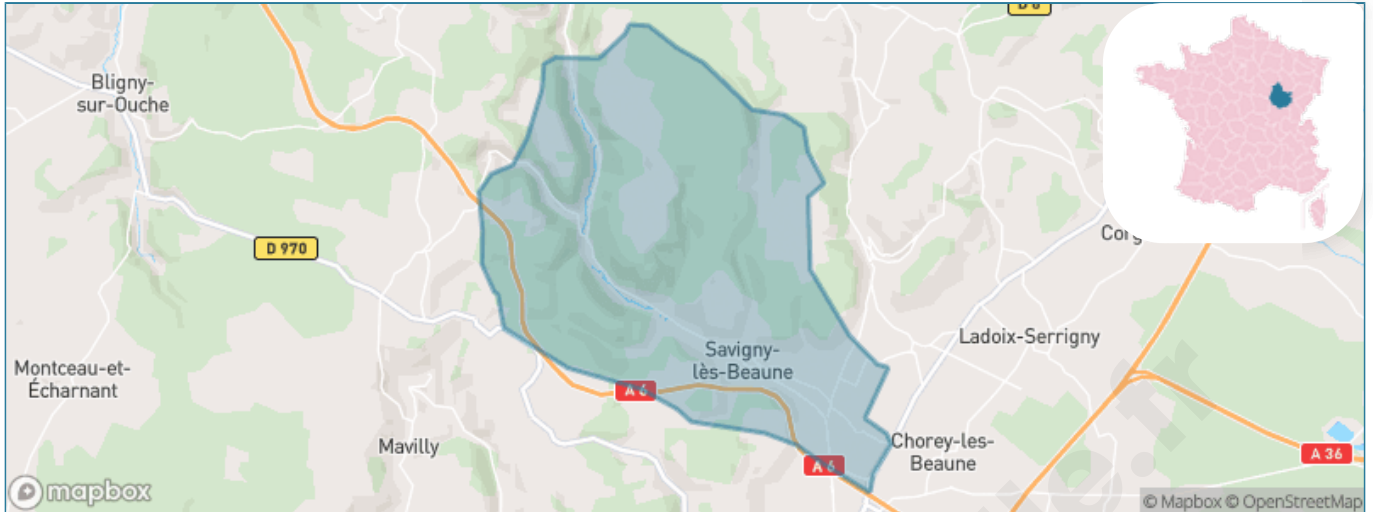 D 6
Bligny-
sur-Ouche
D 970
Corg
Ladoix-Serrigny
Savigny-
lès-Beaune
Montceau-et-
Écharnant
A 6
Mavilly
Chorey-les-
Beaune
A 6
A 36
mapbox
© Mapbox © OpenStreetMap